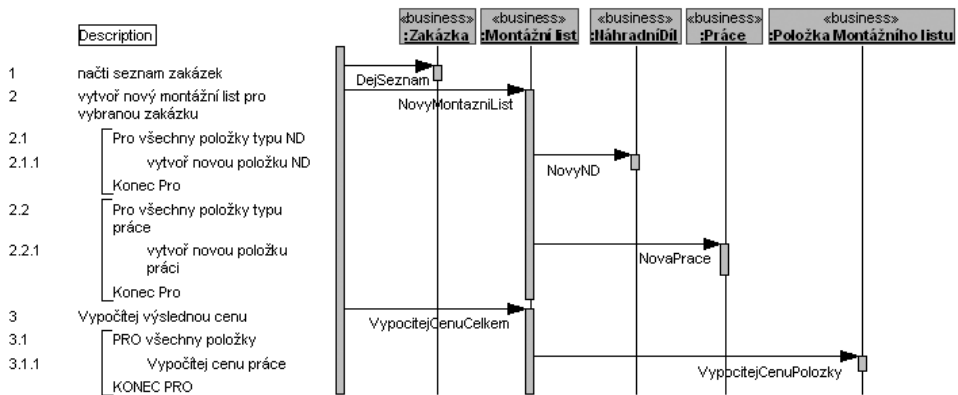 «business» «business» «business» «business» «business»
Description :Zakázka :Montážní list :NáhradníDíl :Práce :Položka Montážního listu
1 načti seznam zakázek
DejSeznam
2 vytvoř nový montážní list pro
NovyMontazniList
vybranou zakázku
2.1 Pro všechny položky typu ND
2.1.1 vytvoř novou položku ND
NovyND
Konec Pro
2.2 Pro všechny položky typu
práce
2.2.1 vytvoř novou položku
NovaPrace
práci
Konec Pro
3 Vypočítej výslednou cenu
VypocitejCenuCelkem
3.1 PRO všechny položky
3.1.1 Vypočítej cenu práce
VypocitejCenuPolozky
KONEC PRO